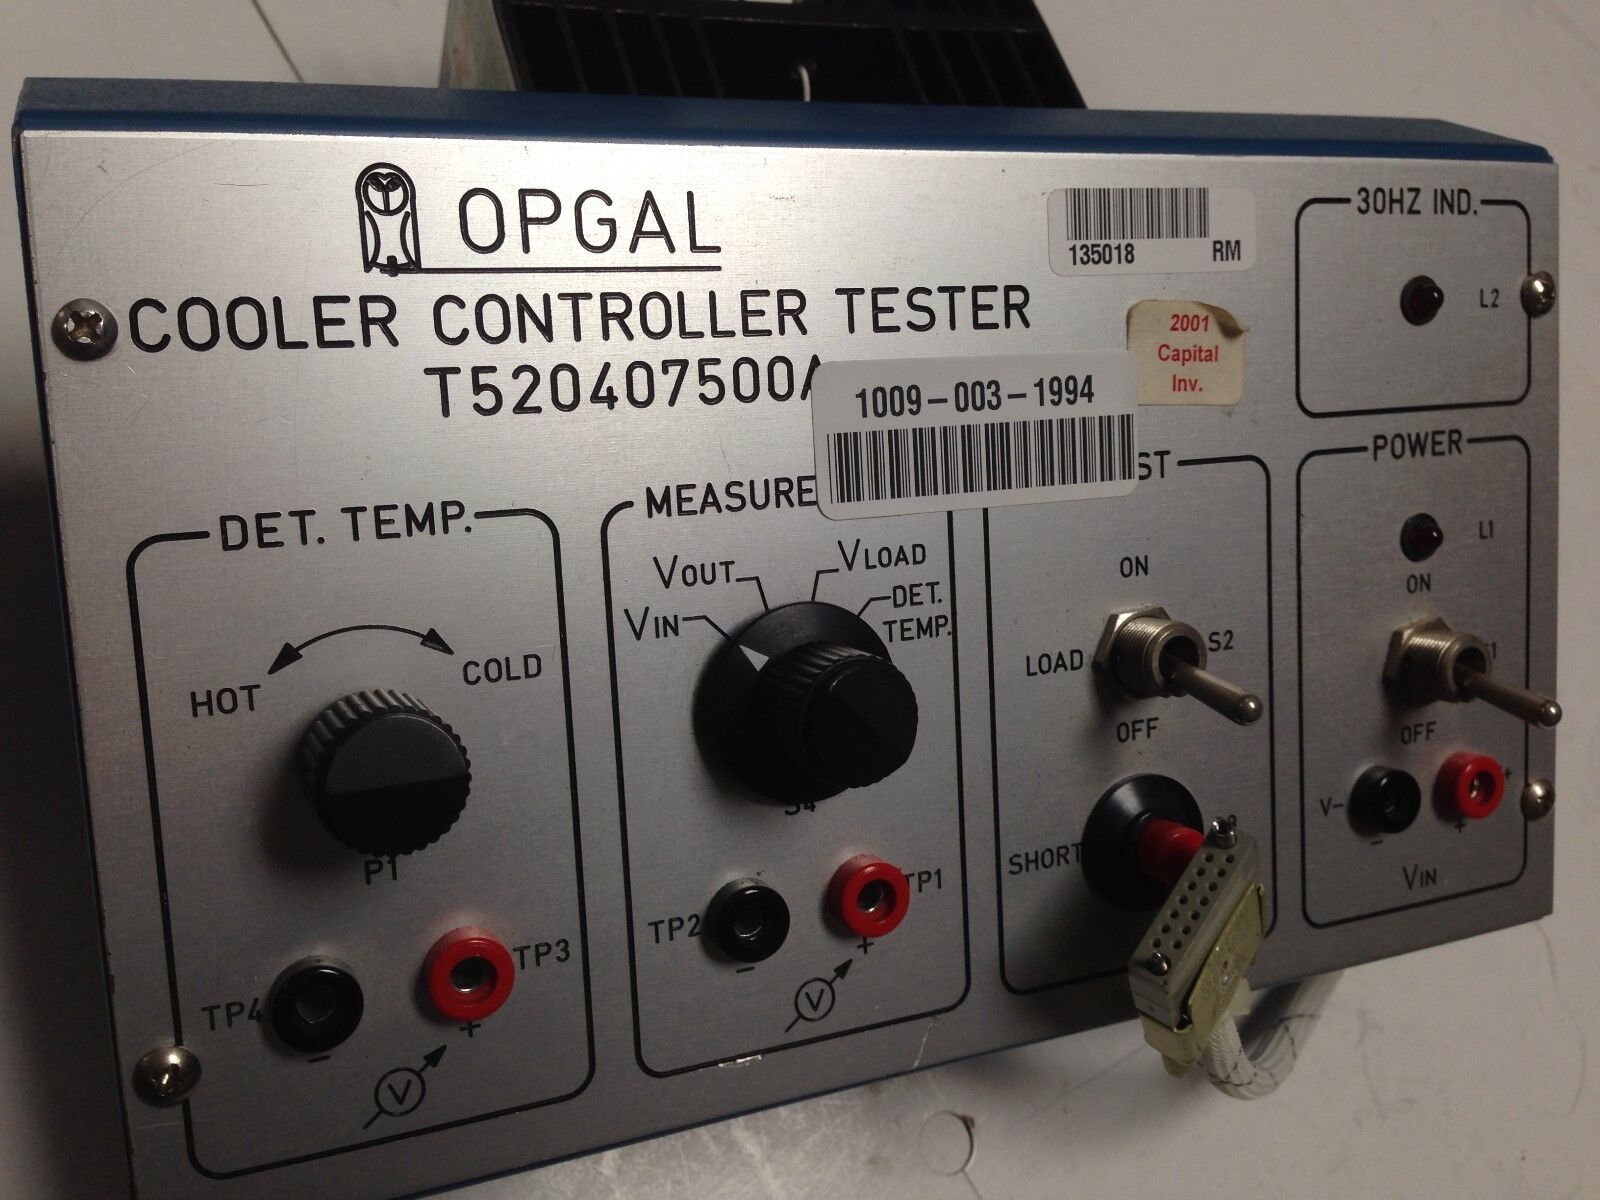 OPGAL
COOLER CONTROLLER TESTER
T520407500A
135018 RM
2001
Capital
Inv.
1009-003-1994
30HZ IND.
L2
DET. TEMP.
HOT
COLD
P1
TP4
TP3
- +
V
MEASURE
VOUT
VLOAD
VIN
DET.
TEMP.
S4
TP2
TP1
- +
V
ST
ON
LOAD
S2
OFF
SHORT
POWER
L1
ON
OFF
V-
+
- +
VIN